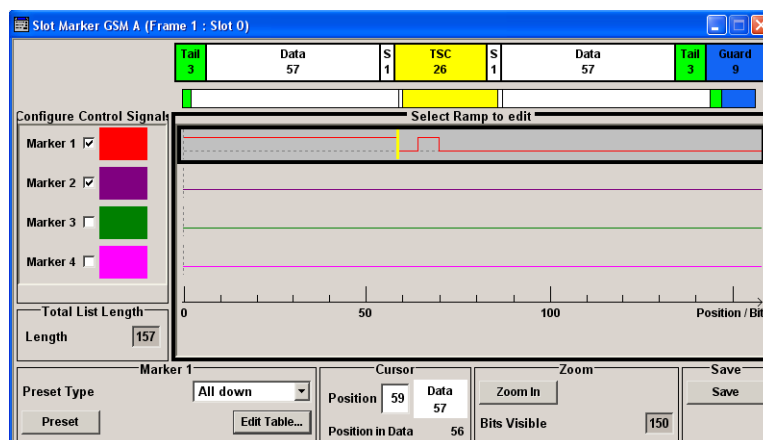 Slot Marker GSM A (Frame 1 : Slot 0)
Tail Data S TSC S Data Tail Guard
3 57 1 26 1 57 3 9
Configure Control Signals
Select Ramp to edit
Marker 1
Marker 2
Marker 3
Marker 4
0 50 100 Position / Bit
Total List Length
Length 157
Marker 1
Preset Type All down
Preset Edit Table...
Cursor
Position 59 Data
57
Position in Data 56
Zoom
Zoom In
Bits Visible 150
Save
Save